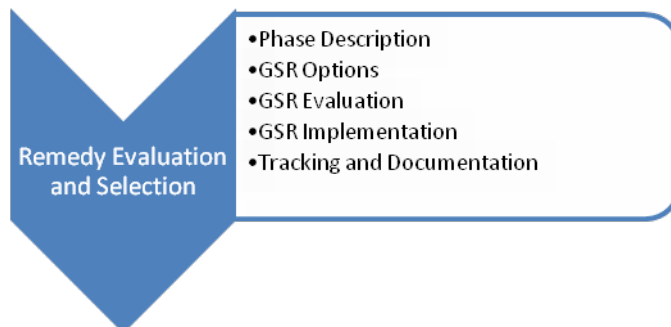 Remedy Evaluation
and Selection
•Phase Description
•GSR Options
•GSR Evaluation
•GSR Implementation
•Tracking and Documentation